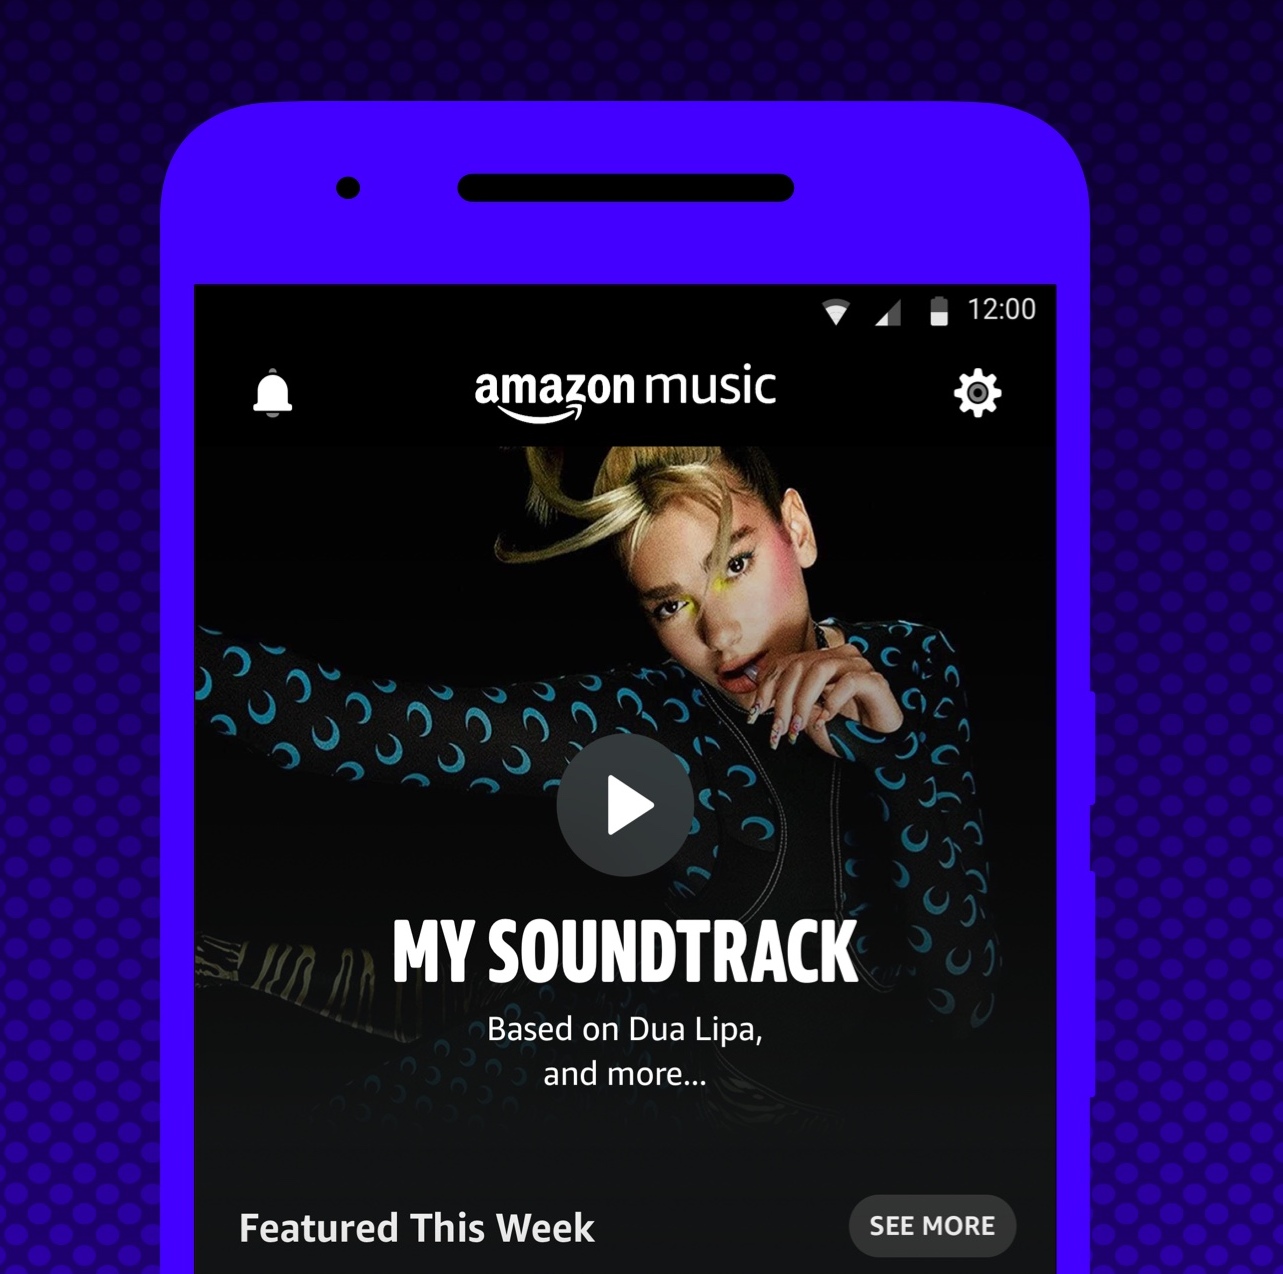 12:00
amazon music
MY SOUNDTRACK
Based on Dua Lipa,
and more...
Featured This Week
SEE MORE